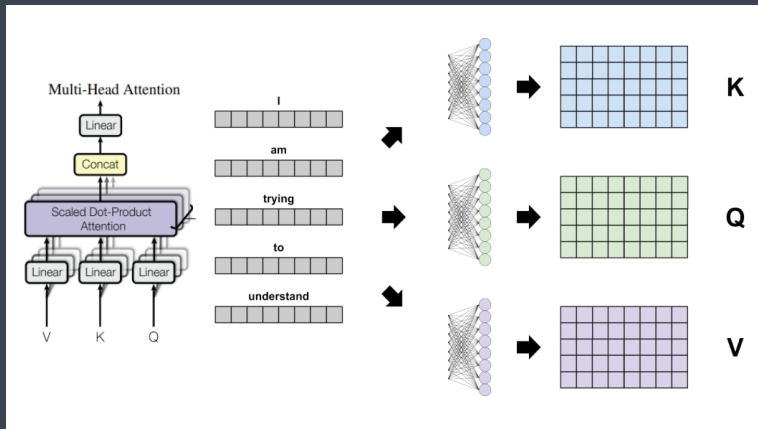 Multi-Head Attention
Linear
Concat
Scaled Dot-Product
Attention
Linear
Linear
Linear
V
K
Q
I
am
trying
to
understand
K
Q
V